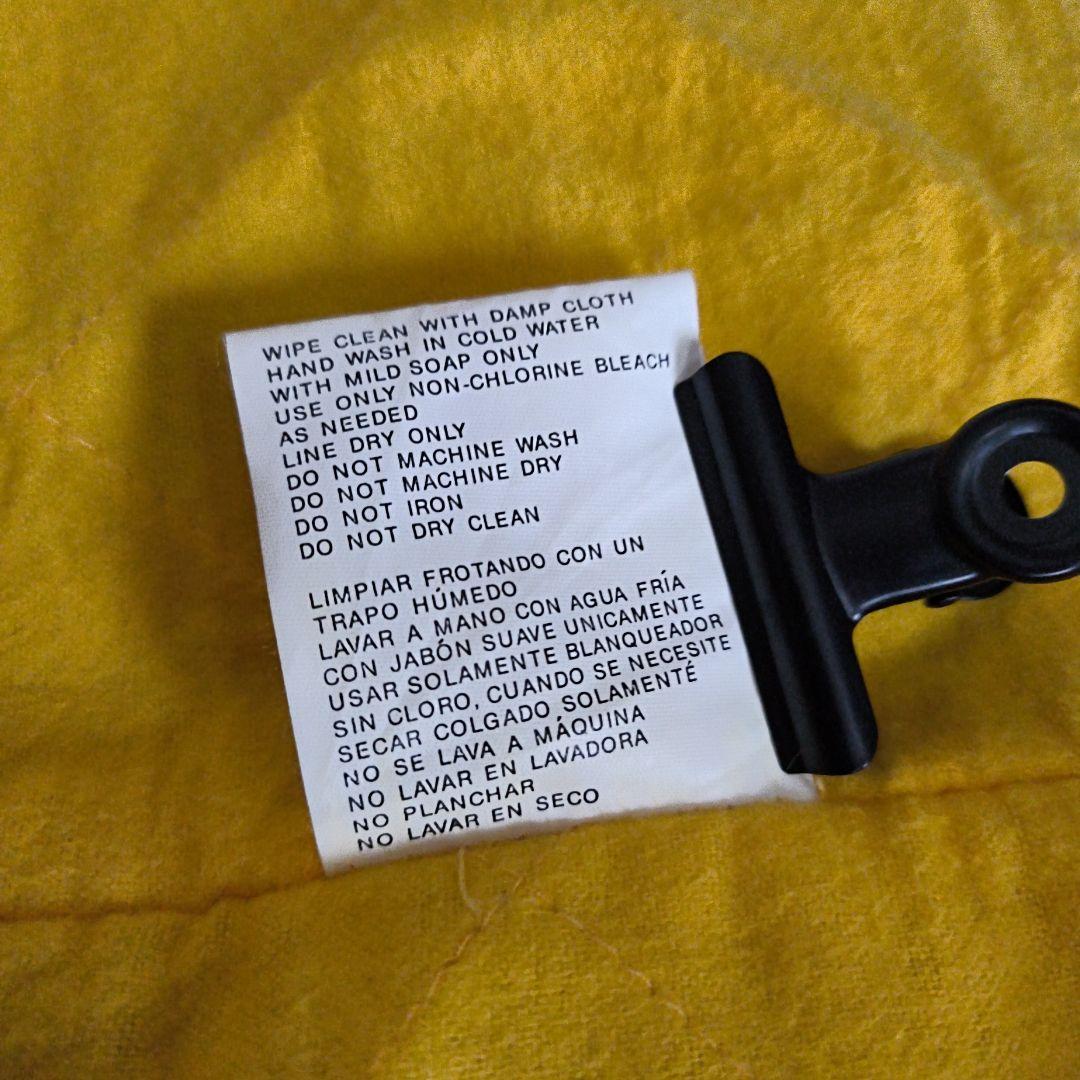 WIPE CLEAN WITH DAMP CLOTH
HAND WASH IN COLD WATER
WITH MILD SOAP ONLY
USE ONLY NON-CHLORINE BLEACH
AS NEEDED
LINE DRY ONLY
DO NOT MACHINE WASH
DO NOT MACHINE DRY
DO NOT IRON
DO NOT DRY CLEAN
LIMPIAR FROTANDO CON UN
TRAPO HÚMEDO
LAVAR A MANO CON AGUA FRÍA
CON JABÓN SUAVE UNICAMENTE
USAR SOLAMENTE BLANQUEADOR
SIN CLORO, CUANDO SE NECESITE
SECAR COLGADO SOLAMENTÉ
NO SE LAVA A MÁQUINA
NO LAVAR EN LAVADORA
NO PLANCHAR
NO LAVAR EN SECO